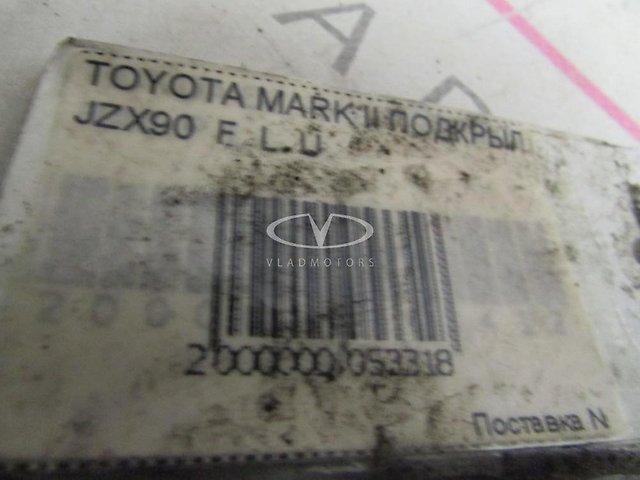 TOYOTA MARK II ПОДКРЫЛ
JZX90 F L U
VLADMOTORS
2000000053318
Поставка N